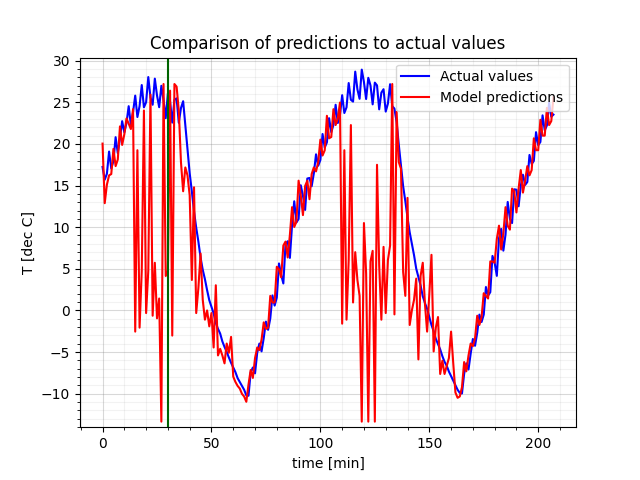 Comparison of predictions to actual values
Actual values
Model predictions
T [dec C]
30
25
20
15
10
5
0
−5
−10
0
50
100
150
200
time [min]